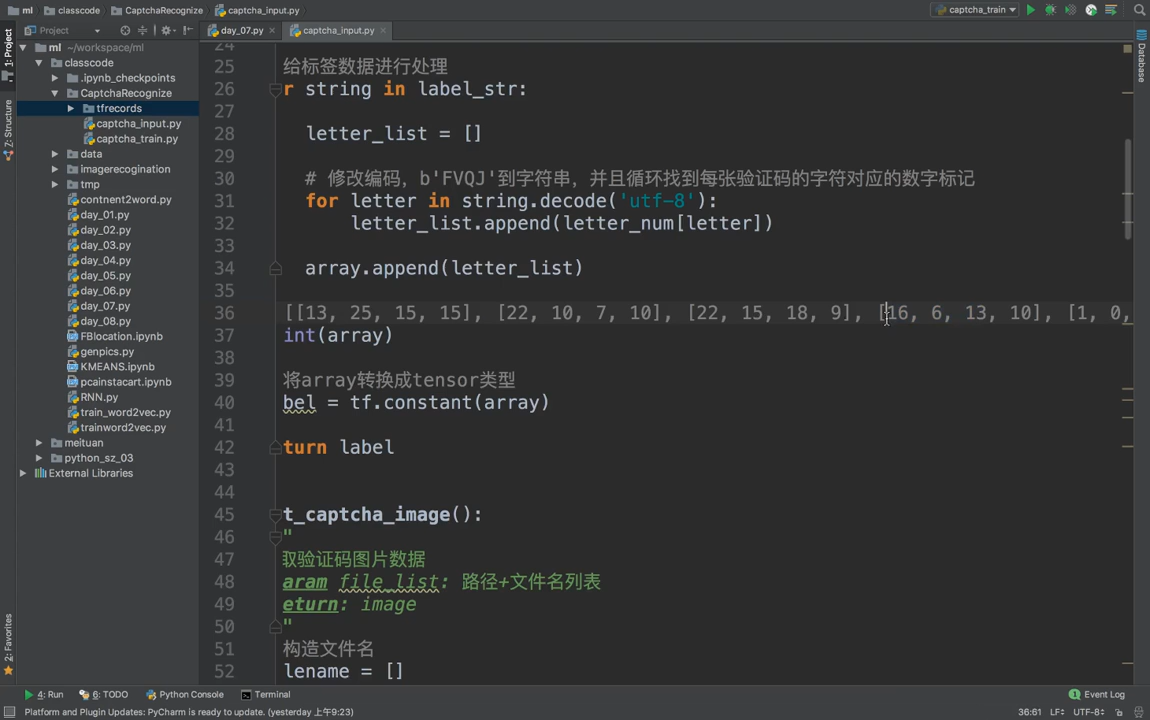 ml
classcode
CaptchaRecognize
captcha_input.py
captcha_train
1: Project
Z: Structure
2: Favorites
Database
Project
day_07.py
captcha_input.py
ml ~/workspace/ml
classcode
.ipynb_checkpoints
CaptchaRecognize
tfrecords
captcha_input.py
captcha_train.py
data
imagerecogination
tmp
contnent2word.py
day_01.py
day_02.py
day_03.py
day_04.py
day_05.py
day_06.py
day_07.py
day_08.py
FBlocation.ipynb
genpics.py
KMEANS.ipynb
pcainstacart.ipynb
RNN.py
train_word2vec.py
trainword2vec.py
meituan
python_sz_03
External Libraries
24
25 给标签数据进行处理
26 r string in label_str:
27
28 letter_list = []
29
30 # 修改编码，b'FVQJ'到字符串，并且循环找到每张验证码的字符对应的数字标记
31 for letter in string.decode('utf-8'):
32 letter_list.append(letter_num[letter])
33
34 array.append(letter_list)
35
36 [[13, 25, 15, 15], [22, 10, 7, 10], [22, 15, 18, 9], [16, 6, 13, 10], [1, 0,
37 int(array)
38
39 将array转换成tensor类型
40 bel = tf.constant(array)
41
42 turn label
43
44
45 t_captcha_image():
46 "
47 取验证码图片数据
48 aram file_list: 路径+文件名列表
49 eturn: image
50 "
51 构造文件名
52 lename = []
4: Run
6: TODO
Python Console
Terminal
1 Event Log
Platform and Plugin Updates: PyCharm is ready to update. (yesterday 上午9:23)
36:61 LF UTF-8